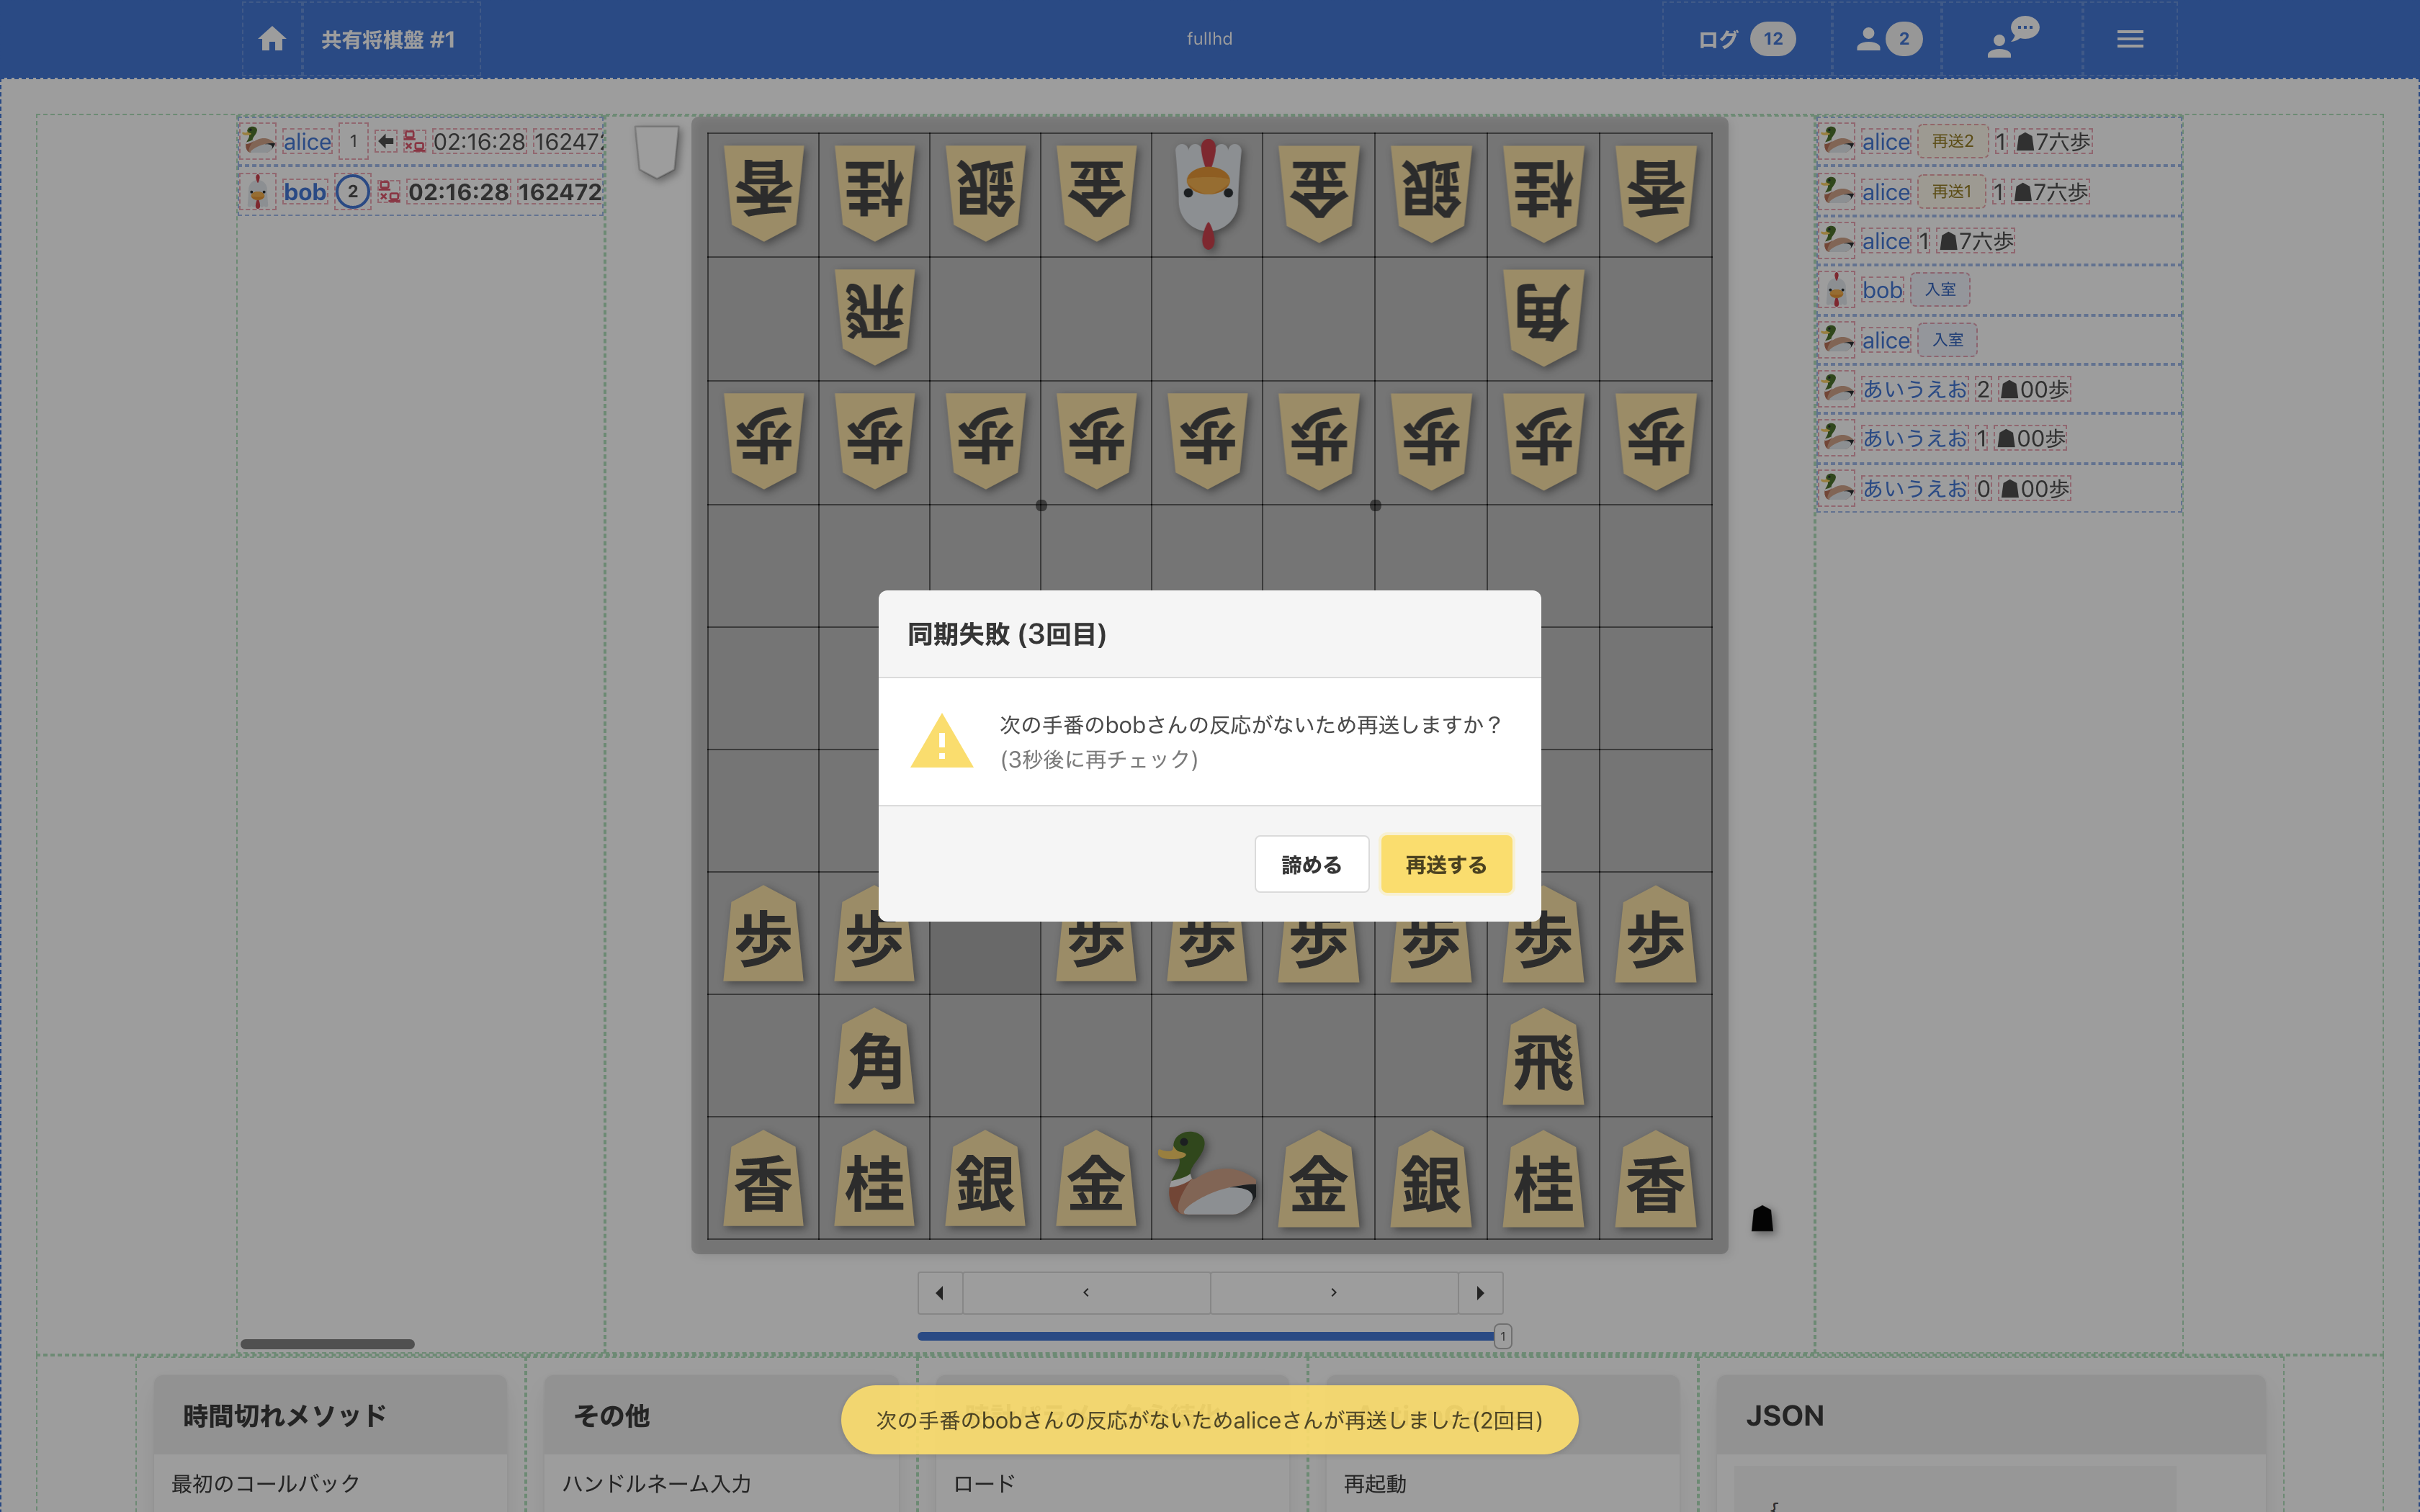 共有将棋盤 #1
fullhd
ログ 12
2
alice 1 02:16:28 16247
bob 2 02:16:28 162472
香 桂 銀 金 金 銀 桂 香
飛 角
歩 歩 歩 歩 歩 歩 歩 歩 歩
歩 歩 歩 歩 歩 歩 歩 歩
角 飛
香 桂 銀 金 金 銀 桂 香
1
alice 再送2 1 ☗7六歩
alice 再送1 1 ☗7六歩
alice 1 ☗7六歩
bob 入室
alice 入室
あいうえお 2 ☗00歩
あいうえお 1 ☗00歩
あいうえお 0 ☗00歩
同期失敗 (3回目)
次の手番のbobさんの反応がないため再送しますか？
(3秒後に再チェック)
諦める 再送する
次の手番のbobさんの反応がないためaliceさんが再送しました(2回目)
時間切れメソッド
最初のコールバック
その他
ハンドルネーム入力
ロード
再起動
JSON
{